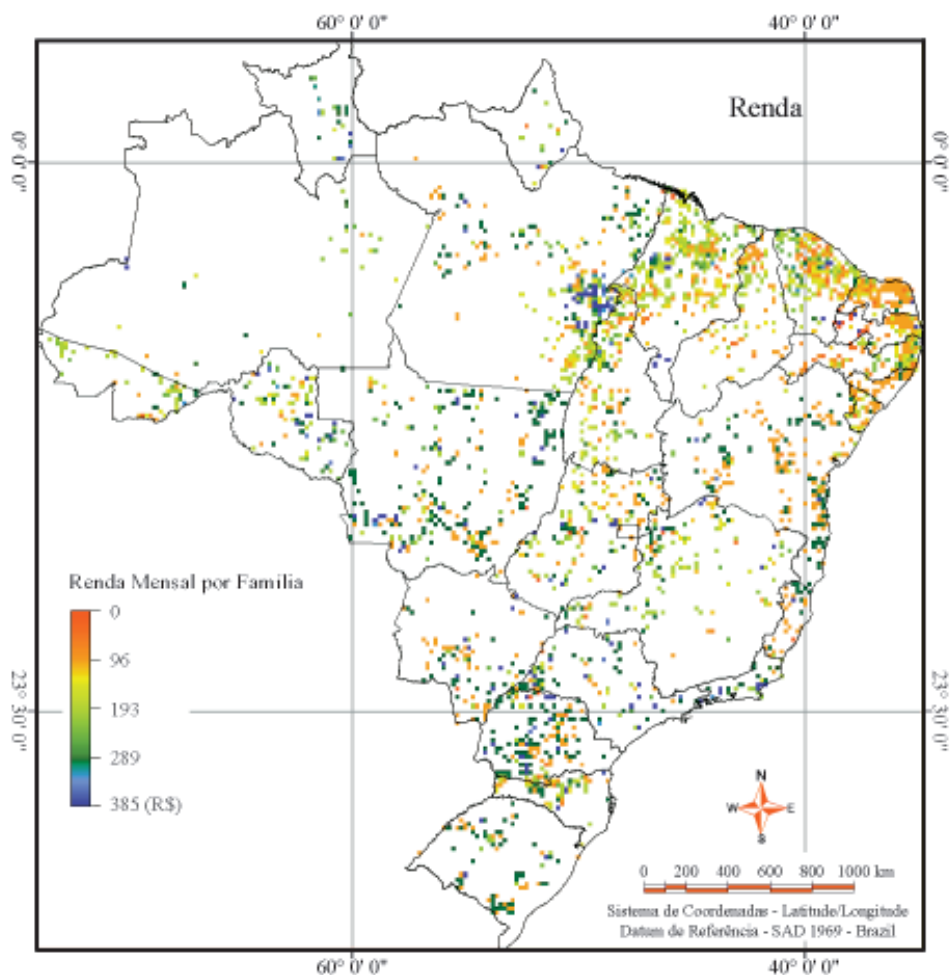 60° 0' 0"
40° 0' 0"
Renda
0° 0' 0"
0° 0' 0"
Renda Mensal por Família
0
96
193
289
385 (R$)
23° 30' 0"
23° 30' 0"
N
W
E
S
0 200 400 600 800 1000 km
Sistema de Coordenadas - Latitude/Longitude
Datum de Referência - SAD 1969 - Brazil
60° 0' 0"
40° 0' 0"